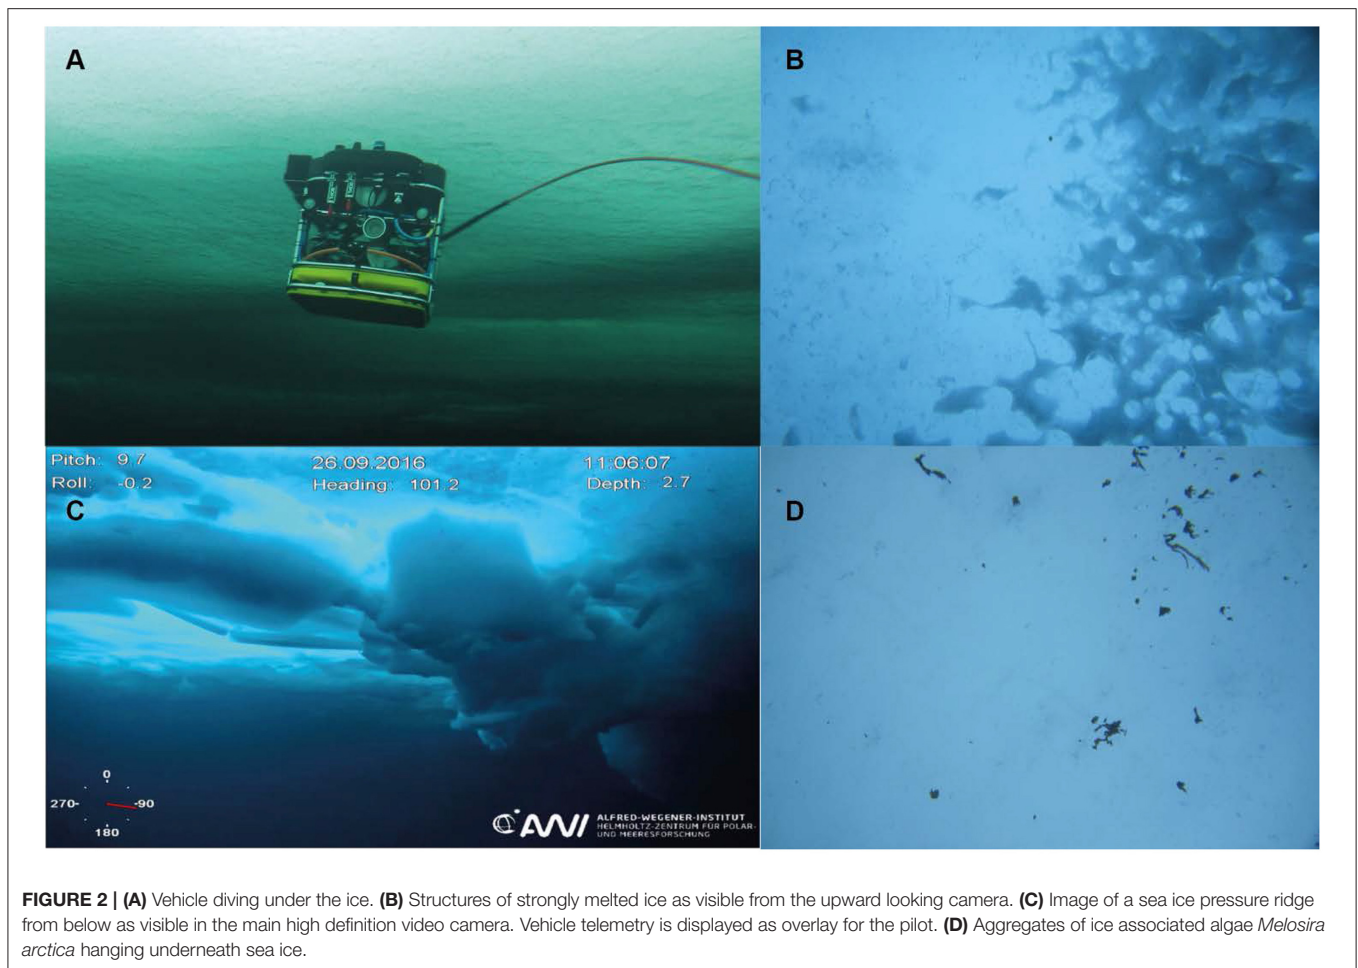 A
B
Pitch: 9.7 26.09.2016 11:06:07
Roll: -0.2 Heading: 101.2 Depth: 2.7
C
D
0
270- -90
180
AWI ALFRED-WEGENER-INSTITUT
HELMHOLTZ-ZENTRUM FÜR POLAR-
UND MEERESFORSCHUNG
FIGURE 2 | (A) Vehicle diving under the ice. (B) Structures of strongly melted ice as visible from the upward looking camera. (C) Image of a sea ice pressure ridge
from below as visible in the main high definition video camera. Vehicle telemetry is displayed as overlay for the pilot. (D) Aggregates of ice associated algae Melosira
arctica hanging underneath sea ice.